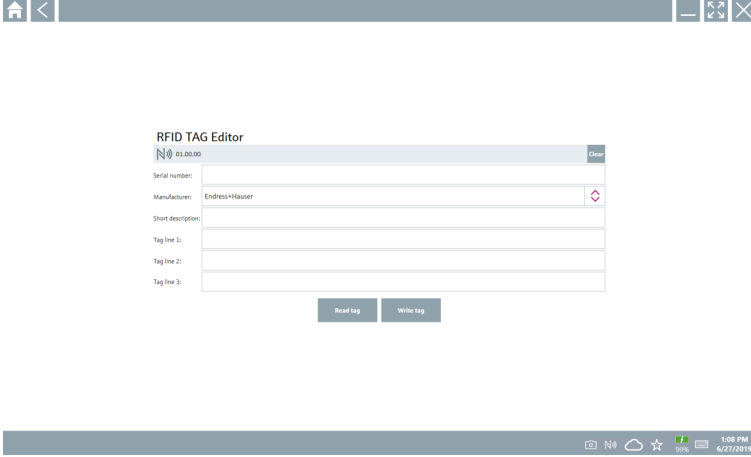 RFID TAG Editor
01.00.00
Clear
Serial number:
Manufacturer: Endress+Hauser
Short description:
Tag line 1:
Tag line 2:
Tag line 3:
Read tag Write tag
99% 1:08 PM
6/27/2019